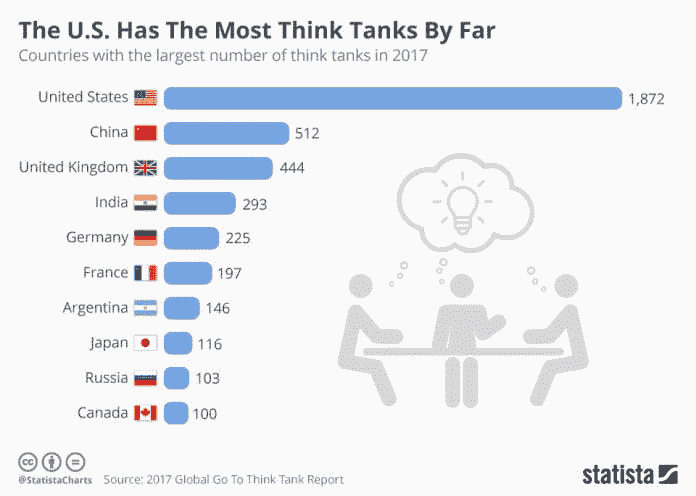 The U.S. Has The Most Think Tanks By Far
Countries with the largest number of think tanks in 2017
United States 1,872
China 512
United Kingdom 444
India 293
Germany 225
France 197
Argentina 146
Japan 116
Russia 103
Canada 100
cc
@StatistaCharts Source: 2017 Global Go To Think Tank Report
statista